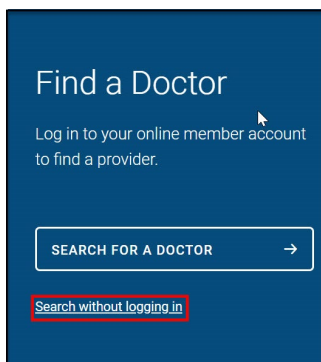 Find a Doctor
Log in to your online member account
to find a provider.
SEARCH FOR A DOCTOR →
Search without logging in